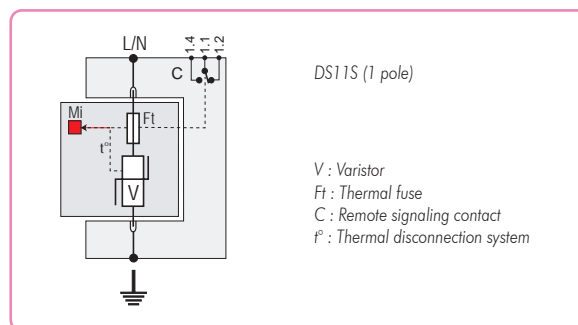 L/N
1.4
1.1
1.2
C
Mi
Ft
t°
V
DS11S (1 pole)
V : Varistor
Ft : Thermal fuse
C : Remote signaling contact
t° : Thermal disconnection system